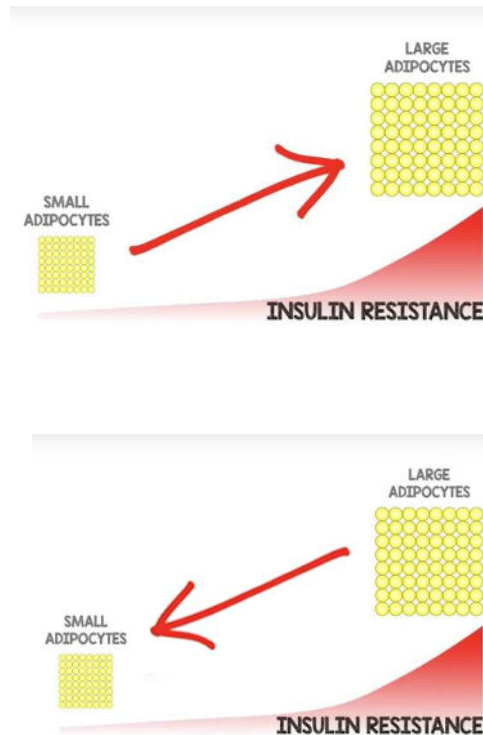 LARGE
ADIPOCYTES
SMALL
ADIPOCYTES
INSULIN RESISTANCE
LARGE
ADIPOCYTES
SMALL
ADIPOCYTES
INSULIN RESISTANCE